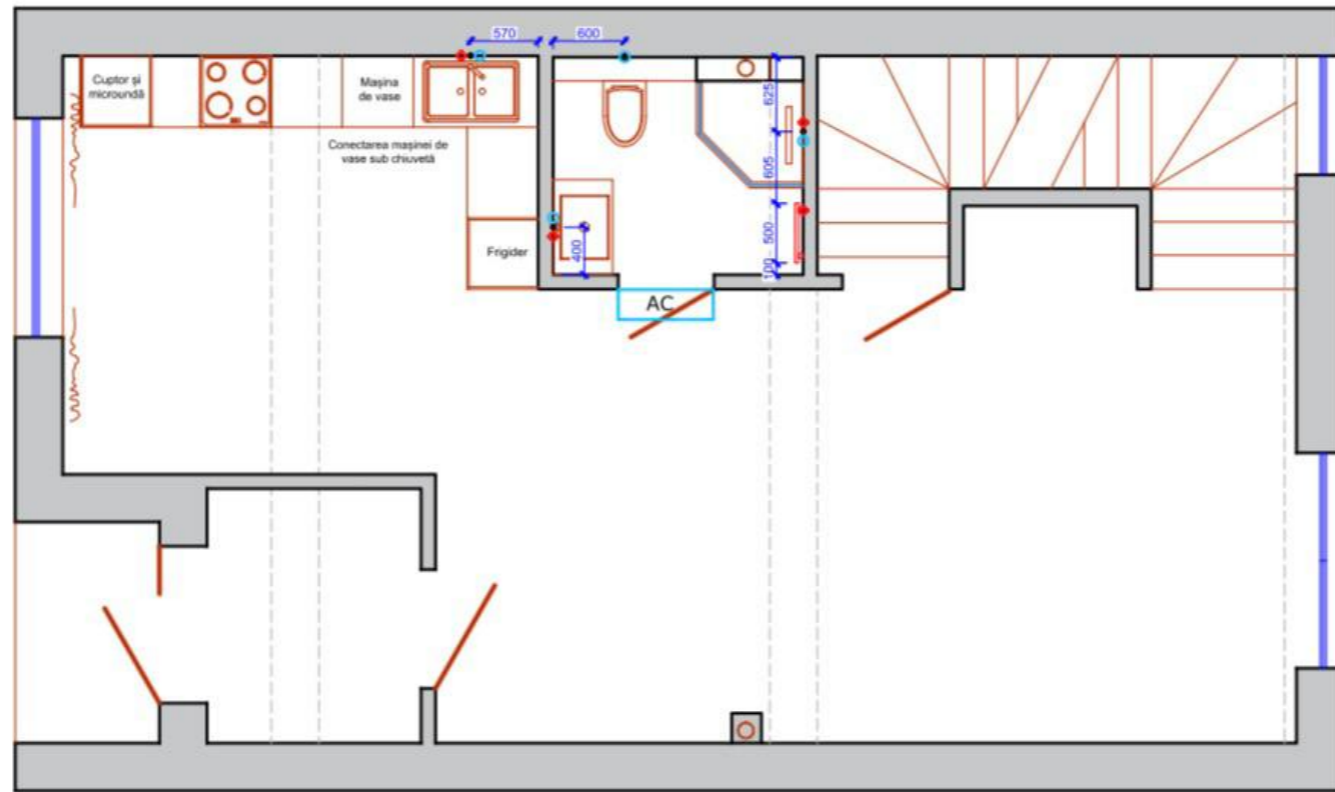 570
600
Cuptor și
microundă
Mașina
de vase
Conectarea mașinei de
vase sub chiuvetă
Frigider
625
605
500
100
400
AC